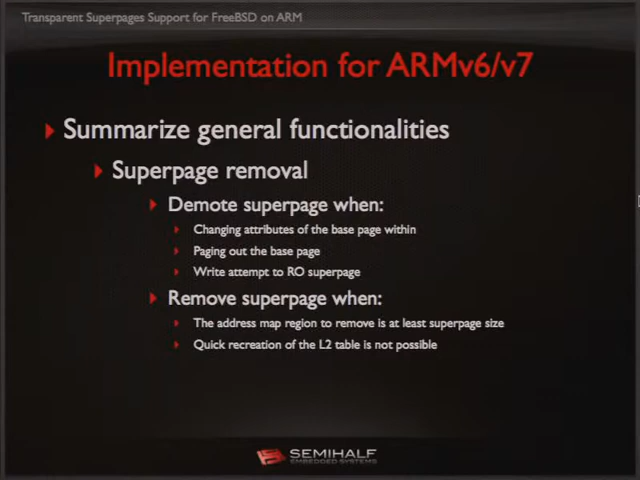 Transparent Superpages Support for FreeBSD on ARM
Implementation for ARMv6/v7
Summarize general functionalities
Superpage removal
Demote superpage when:
Changing attributes of the base page within
Paging out the base page
Write attempt to RO superpage
Remove superpage when:
The address map region to remove is at least superpage size
Quick recreation of the L2 table is not possible
SEMIHALF
EMBEDDED SYSTEMS